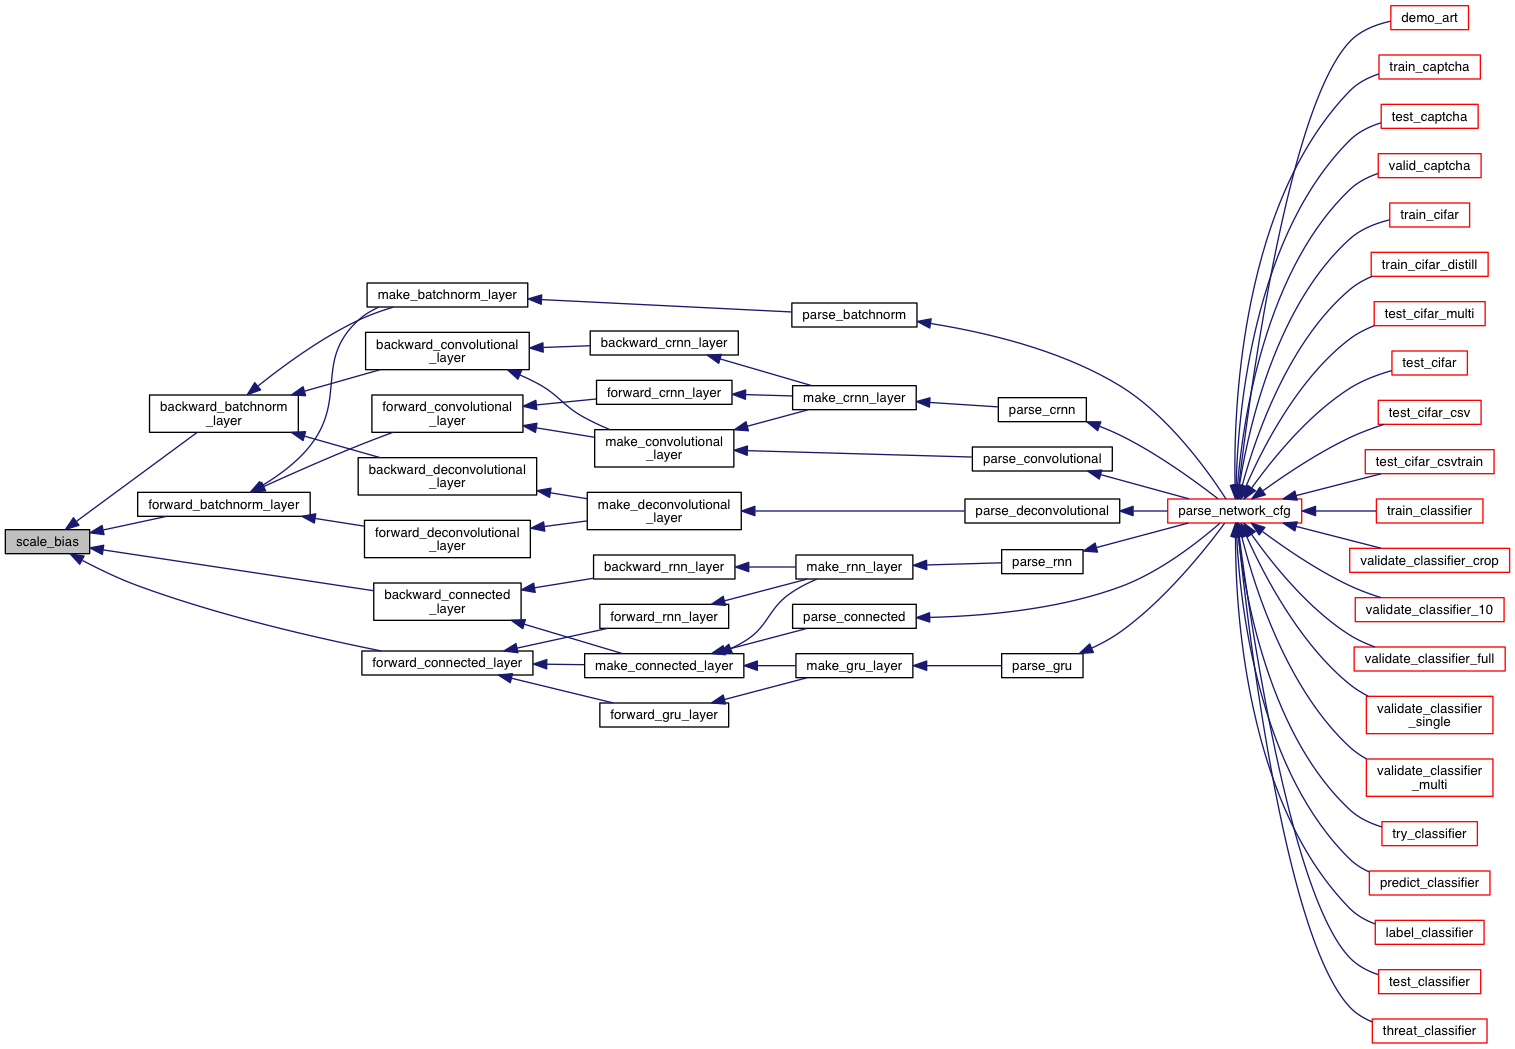 scale_bias
backward_batchnorm
_layer
forward_batchnorm_layer
make_batchnorm_layer
backward_convolutional
_layer
forward_convolutional
_layer
backward_deconvolutional
_layer
forward_deconvolutional
_layer
backward_connected
_layer
forward_connected_layer
backward_crnn_layer
forward_crnn_layer
make_convolutional
_layer
make_deconvolutional
_layer
backward_rnn_layer
forward_rnn_layer
make_connected_layer
forward_gru_layer
parse_batchnorm
make_crnn_layer
make_rnn_layer
parse_connected
make_gru_layer
parse_crnn
parse_convolutional
parse_deconvolutional
parse_rnn
parse_gru
parse_network_cfg
demo_art
train_captcha
test_captcha
valid_captcha
train_cifar
train_cifar_distill
test_cifar_multi
test_cifar
test_cifar_csv
test_cifar_csvtrain
train_classifier
validate_classifier_crop
validate_classifier_10
validate_classifier_full
validate_classifier
_single
validate_classifier
_multi
try_classifier
predict_classifier
label_classifier
test_classifier
threat_classifier